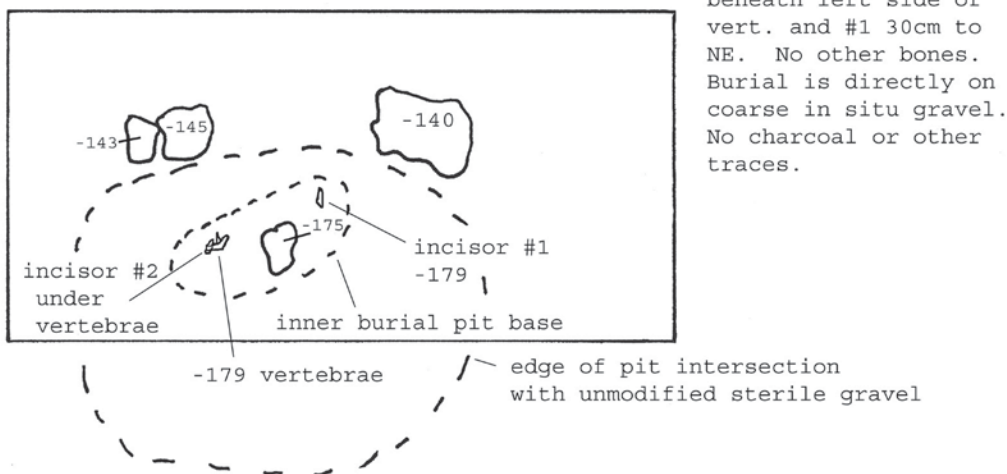 beneath left side of
vert. and #1 30cm to
NE. No other bones.
Burial is directly on
coarse in situ gravel.
No charcoal or other
traces.
-143
-145
-140
-175
incisor #1
-179
incisor #2
under
vertebrae
inner burial pit base
-179 vertebrae
edge of pit intersection
with unmodified sterile gravel